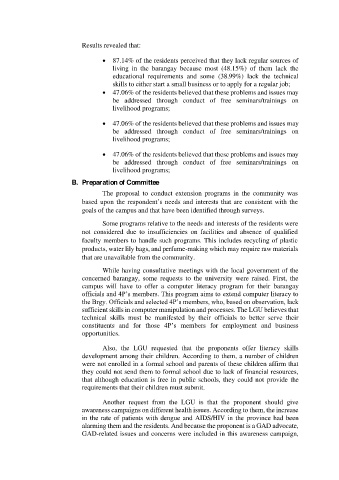 Results revealed that:
• 87.14% of the residents perceived that they lack regular sources of
living in the barangay because most (48.15%) of them lack the
educational requirements and some (38.99%) lack the technical
skills to either start a small business or to apply for a regular job;
• 47.06% of the residents believed that these problems and issues may
be addressed through conduct of free seminars/trainings on
livelihood programs;
• 47.06% of the residents believed that these problems and issues may
be addressed through conduct of free seminars/trainings on
livelihood programs;
• 47.06% of the residents believed that these problems and issues may
be addressed through conduct of free seminars/trainings on
livelihood programs;
B. Preparation of Committee
The proposal to conduct extension programs in the community was
based upon the respondent's needs and interests that are consistent with the
goals of the campus and that have been identified through surveys.
Some programs relative to the needs and interests of the residents were
not considered due to insufficiencies on facilities and absence of qualified
faculty members to handle such programs. This includes recycling of plastic
products, water lily bags, and perfume-making which may require raw materials
that are unavailable from the community.
While having consultative meetings with the local government of the
concerned barangay, some requests to the university were raised. First, the
campus will have to offer a computer literacy program for their barangay
officials and 4P's members. This program aims to extend computer literacy to
the Brgy. Officials and selected 4P's members, who, based on observation, lack
sufficient skills in computer manipulation and processes. The LGU believes that
technical skills must be manifested by their officials to better serve their
constituents and for those 4P's members for employment and business
opportunities.
Also, the LGU requested that the proponents offer literacy skills
development among their children. According to them, a number of children
were not enrolled in a formal school and parents of these children affirm that
they could not send them to formal school due to lack of financial resources,
that although education is free in public schools, they could not provide the
requirements that their children must submit.
Another request from the LGU is that the proponent should give
awareness campaigns on different health issues. According to them, the increase
in the rate of patients with dengue and AIDS/HIV in the province had been
alarming them and the residents. And because the proponent is a GAD advocate,
GAD-related issues and concerns were included in this awareness campaign,